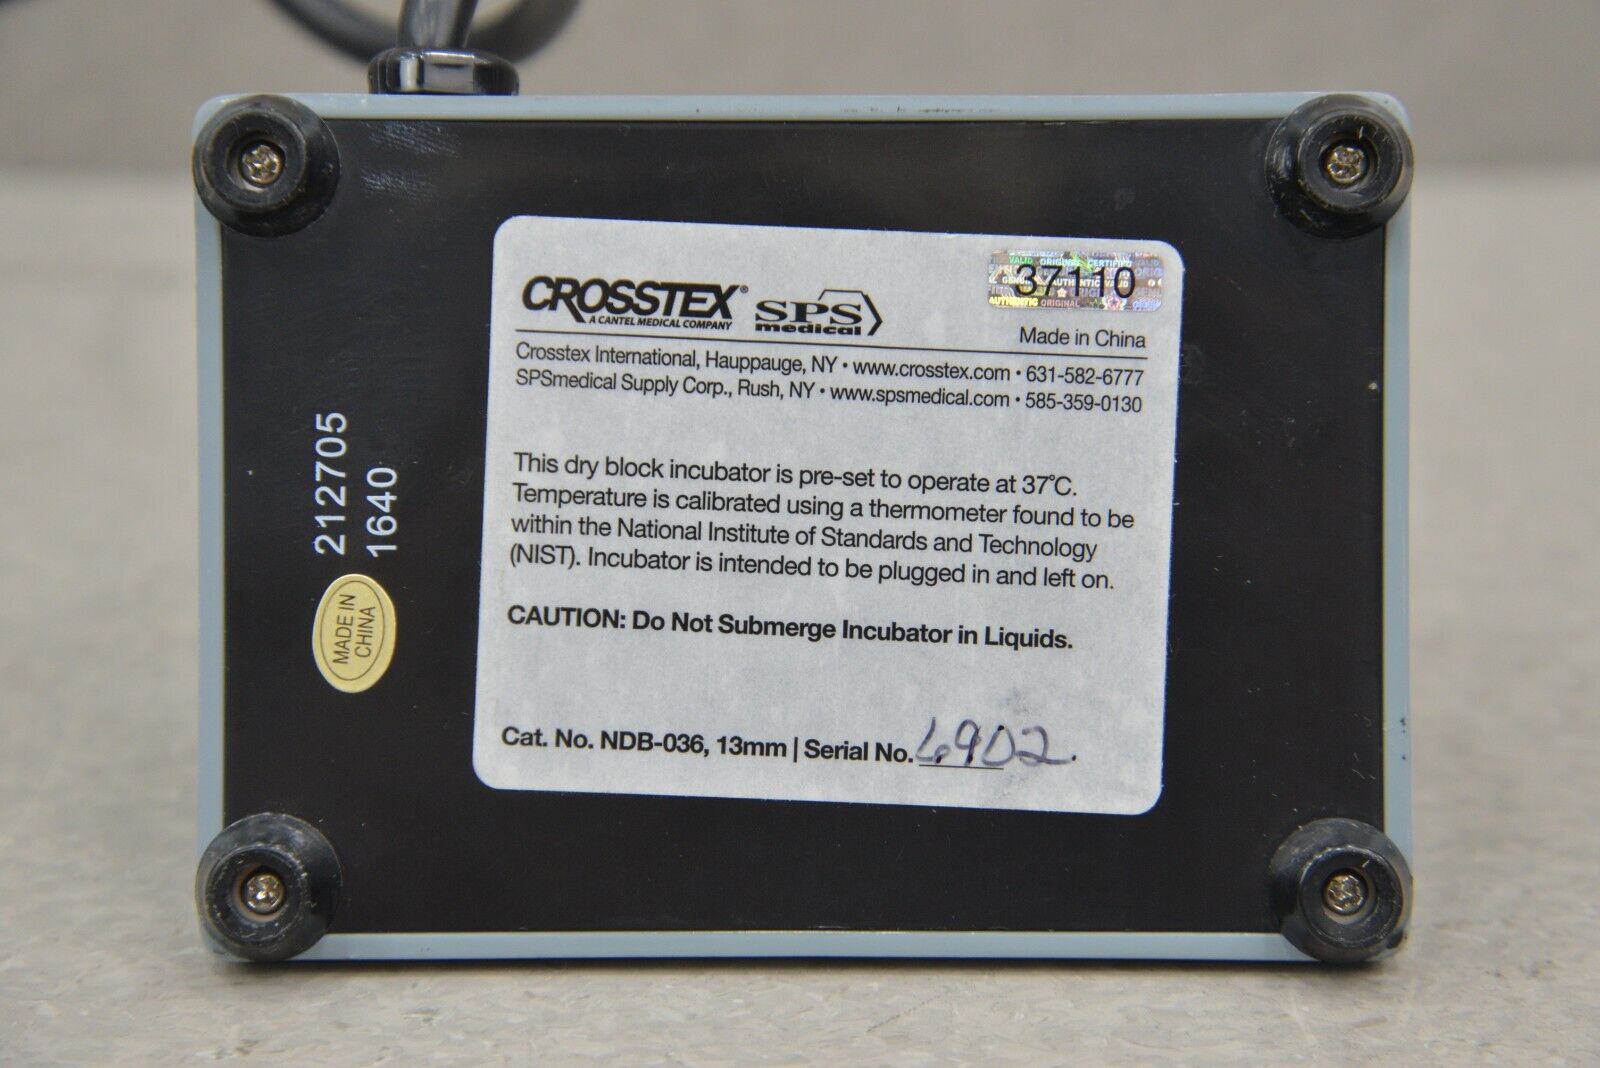 CROSSTEX®
A CANTEL MEDICAL COMPANY
SPS
medical
37110
Made in China
Crosstex International, Hauppauge, NY • www.crosstex.com • 631-582-6777
SPSmedical Supply Corp., Rush, NY • www.spsmedical.com • 585-359-0130
This dry block incubator is pre-set to operate at 37°C.
Temperature is calibrated using a thermometer found to be
within the National Institute of Standards and Technology
(NIST). Incubator is intended to be plugged in and left on.
CAUTION: Do Not Submerge Incubator in Liquids.
Cat. No. NDB-036, 13mm | Serial No. 6902
212705
1640
MADE IN
CHINA